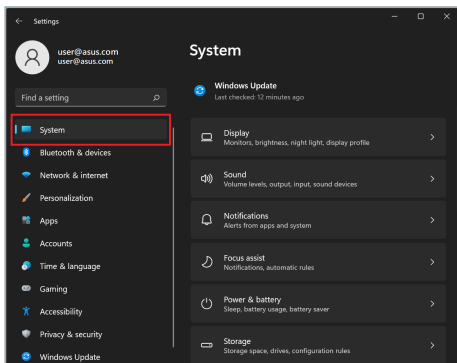 Settings
user@asus.com
user@asus.com
Find a setting
System
Bluetooth & devices
Network & internet
Personalization
Apps
Accounts
Time & language
Gaming
Accessibility
Privacy & security
Windows Update
System
Windows Update
Last checked: 12 minutes ago
Display
Monitors, brightness, night light, display profile
Sound
Volume levels, output, input, sound devices
Notifications
Alerts from apps and system
Focus assist
Notifications, automatic rules
Power & battery
Sleep, battery usage, battery saver
Storage
Storage space, drives, configuration rules